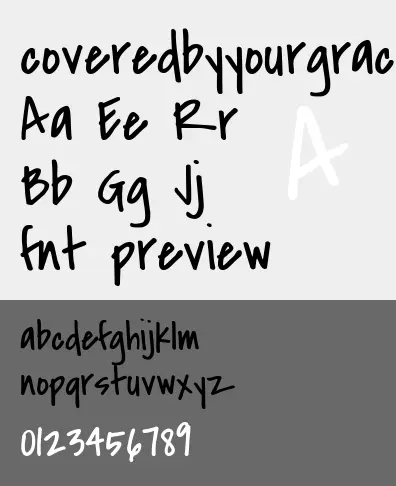 coveredbyyourgrac
Aa Ee Rr
A
Bb Gg Jj
fnt preview
abcdefghijklm
nopqrstuvwxyz
0123456789